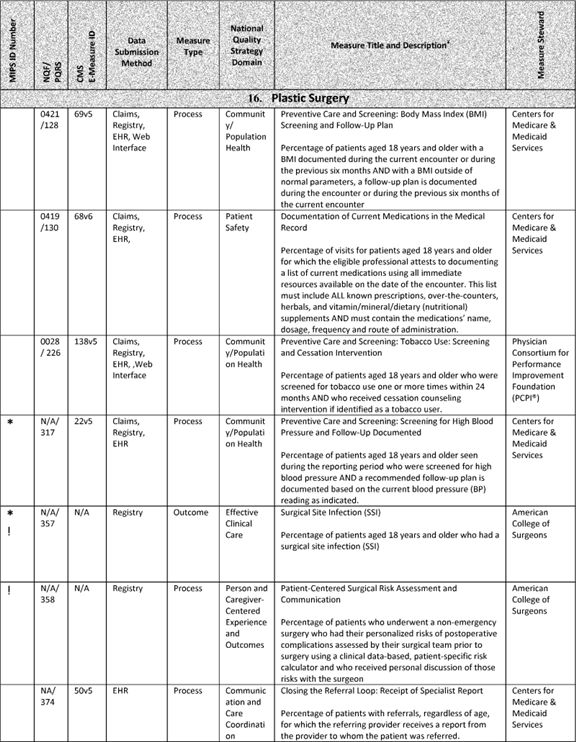 MIPS ID Number
NQF/
PQRS
CMS
E-Measure ID
Data
Submission
Method
Measure
Type
National
Quality
Strategy
Domain
Measure Title and Description
Measure Steward
16. Plastic Surgery
0421
/128
69v5
Claims,
Registry,
EHR, Web
Interface
Process
Communit
y/
Population
Health
Preventive Care and Screening: Body Mass Index (BMI)
Screening and Follow-Up Plan
Percentage of patients aged 18 years and older with a
BMI documented during the current encounter or during
the previous six months AND with a BMI outside of
normal parameters, a follow-up plan is documented
during the encounter or during the previous six months of
the current encounter
Centers for
Medicare &
Medicaid
Services
0419
/130
68v6
Claims,
Registry,
EHR,
Process
Patient
Safety
Documentation of Current Medications in the Medical
Record
Percentage of visits for patients aged 18 years and older
for which the eligible professional attests to documenting
a list of current medications using all immediate
resources available on the date of the encounter. This list
must include ALL known prescriptions, over-the-counters,
herbals, and vitamin/mineral/dietary (nutritional)
supplements AND must contain the medications' name,
dosage, frequency and route of administration.
Centers for
Medicare &
Medicaid
Services
0028
/ 226
138v5
Claims,
Registry,
EHR, ,Web
Interface
Process
Communit
y/Populati
on Health
Preventive Care and Screening: Tobacco Use: Screening
and Cessation Intervention
Percentage of patients aged 18 years and older who were
screened for tobacco use one or more times within 24
months AND who received cessation counseling
intervention if identified as a tobacco user.
Physician
Consortium for
Performance
Improvement
Foundation
(PCPI®)
*
N/A/
317
22v5
Claims,
Registry,
EHR
Process
Communit
y/Populati
on Health
Preventive Care and Screening: Screening for High Blood
Pressure and Follow-Up Documented
Percentage of patients aged 18 years and older seen
during the reporting period who were screened for high
blood pressure AND a recommended follow-up plan is
documented based on the current blood pressure (BP)
reading as indicated.
Centers for
Medicare &
Medicaid
Services
*
!
N/A/
357
N/A
Registry
Outcome
Effective
Clinical
Care
Surgical Site Infection (SSI)
Percentage of patients aged 18 years and older who had a
surgical site infection (SSI)
American
College of
Surgeons
!
N/A/
358
N/A
Registry
Process
Person and
Caregiver-
Centered
Experience
and
Outcomes
Patient-Centered Surgical Risk Assessment and
Communication
Percentage of patients who underwent a non-emergency
surgery who had their personalized risks of postoperative
complications assessed by their surgical team prior to
surgery using a clinical data-based, patient-specific risk
calculator and who received personal discussion of those
risks with the surgeon
American
College of
Surgeons
NA/
374
50v5
EHR
Process
Communic
ation and
Care
Coordinati
on
Closing the Referral Loop: Receipt of Specialist Report
Percentage of patients with referrals, regardless of age,
for which the referring provider receives a report from
the provider to whom the patient was referred.
Centers for
Medicare &
Medicaid
Services